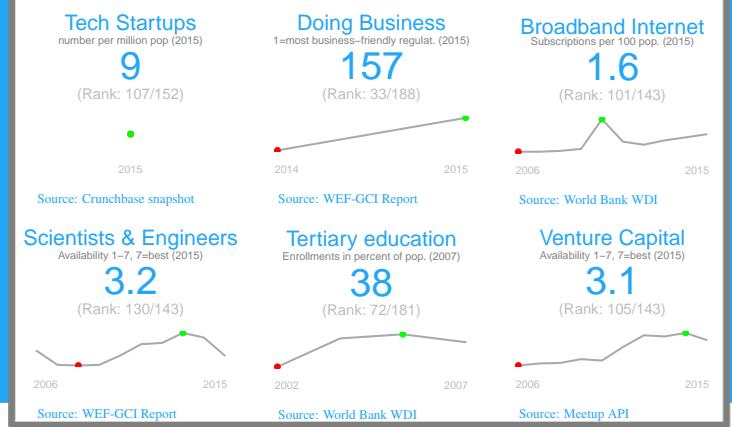 Tech Startups
number per million pop (2015)
9
(Rank: 107/152)
2015
Source: Crunchbase snapshot
Doing Business
1=most business−friendly regulat. (2015)
157
(Rank: 33/188)
2014 2015
Source: WEF-GCI Report
Broadband Internet
Subscriptions per 100 pop. (2015)
1.6
(Rank: 101/143)
2006 2015
Source: World Bank WDI
Scientists & Engineers
Availability 1−7, 7=best (2015)
3.2
(Rank: 130/143)
2006 2015
Source: WEF-GCI Report
Tertiary education
Enrollments in percent of pop. (2007)
38
(Rank: 72/181)
2002 2007
Source: World Bank WDI
Venture Capital
Availability 1−7, 7=best (2015)
3.1
(Rank: 105/143)
2006 2015
Source: Meetup API